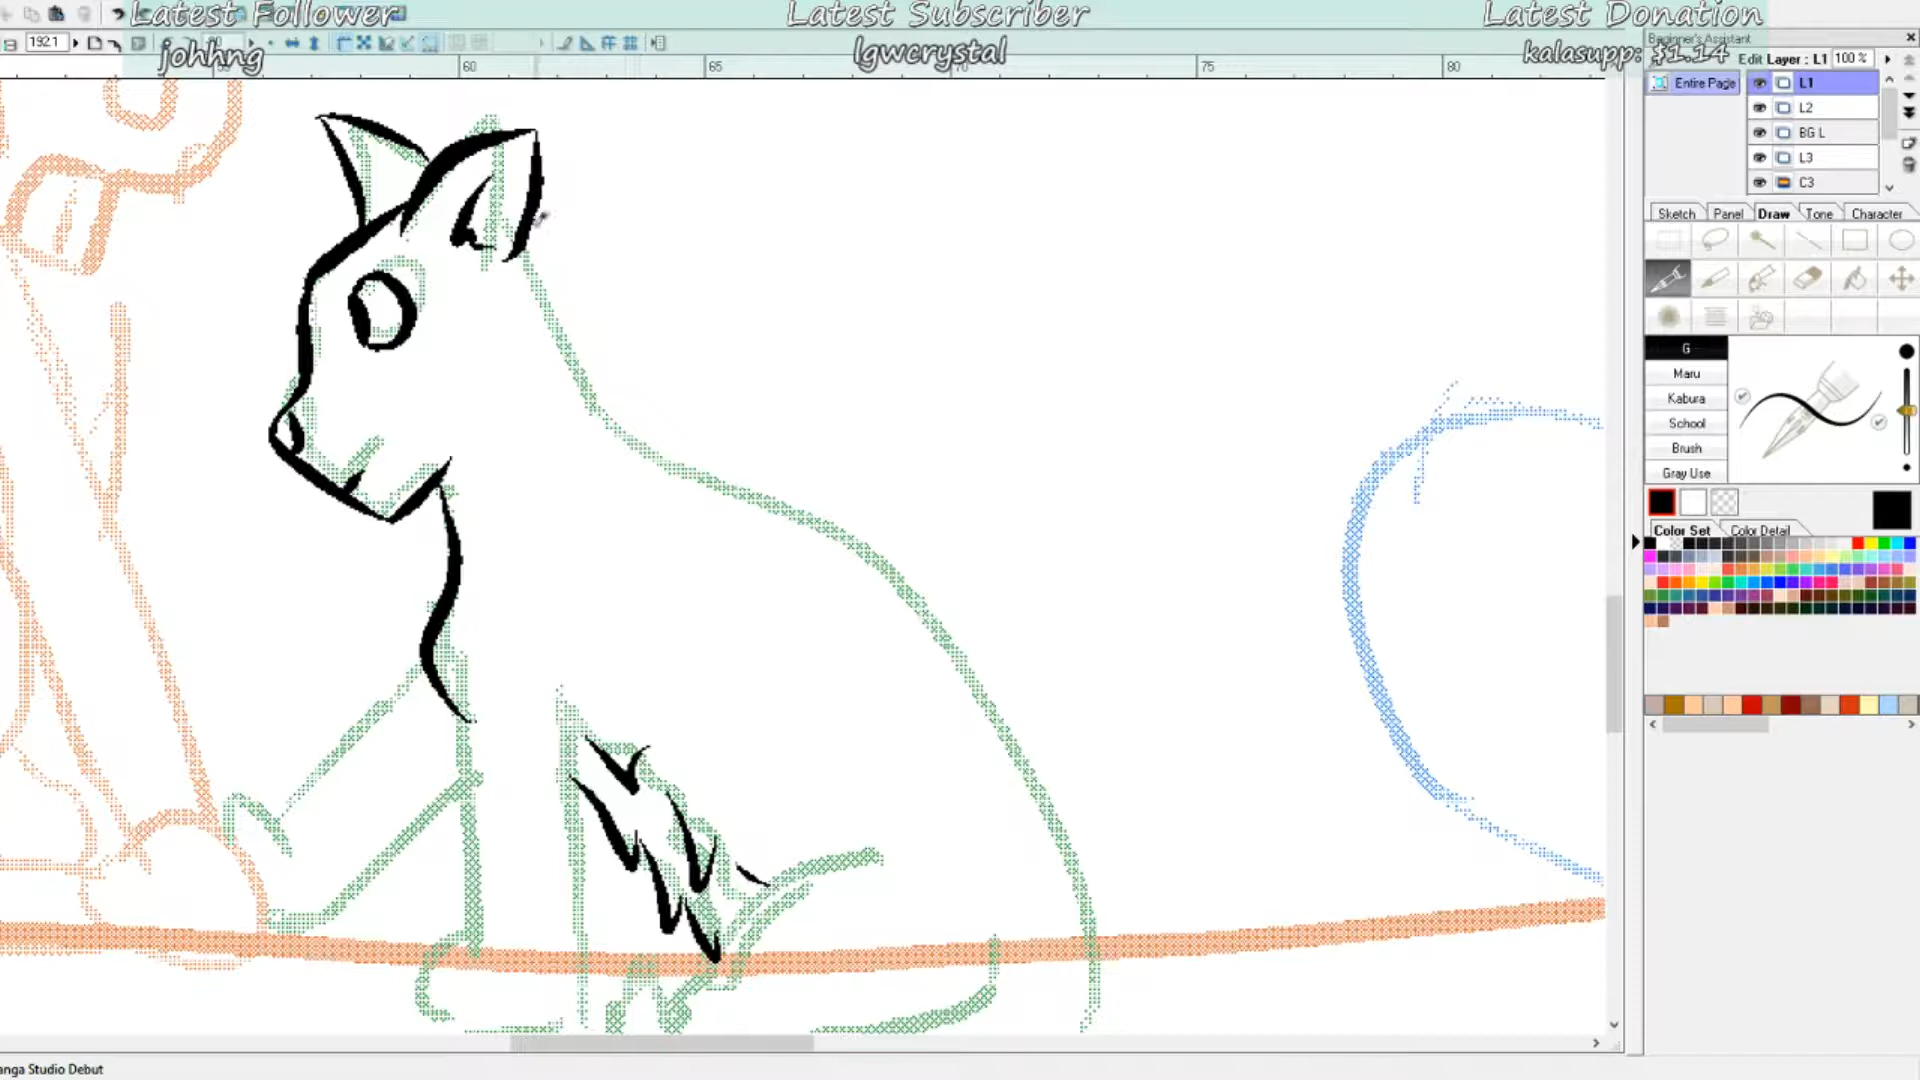 Latest Follower
johhng
Latest Subscriber
lgwcrystal
Latest Donation
kalasupp: $1.14
192.1
60
65
70
75
80
Beginner's Assistant
Edit Layer : L1 100 %
Entire Page
L1
L2
BG L
L3
C3
Sketch Panel Draw Tone Character
G
Maru
Kabura
School
Brush
Gray Use
Color Set Color Detail
anga Studio Debut